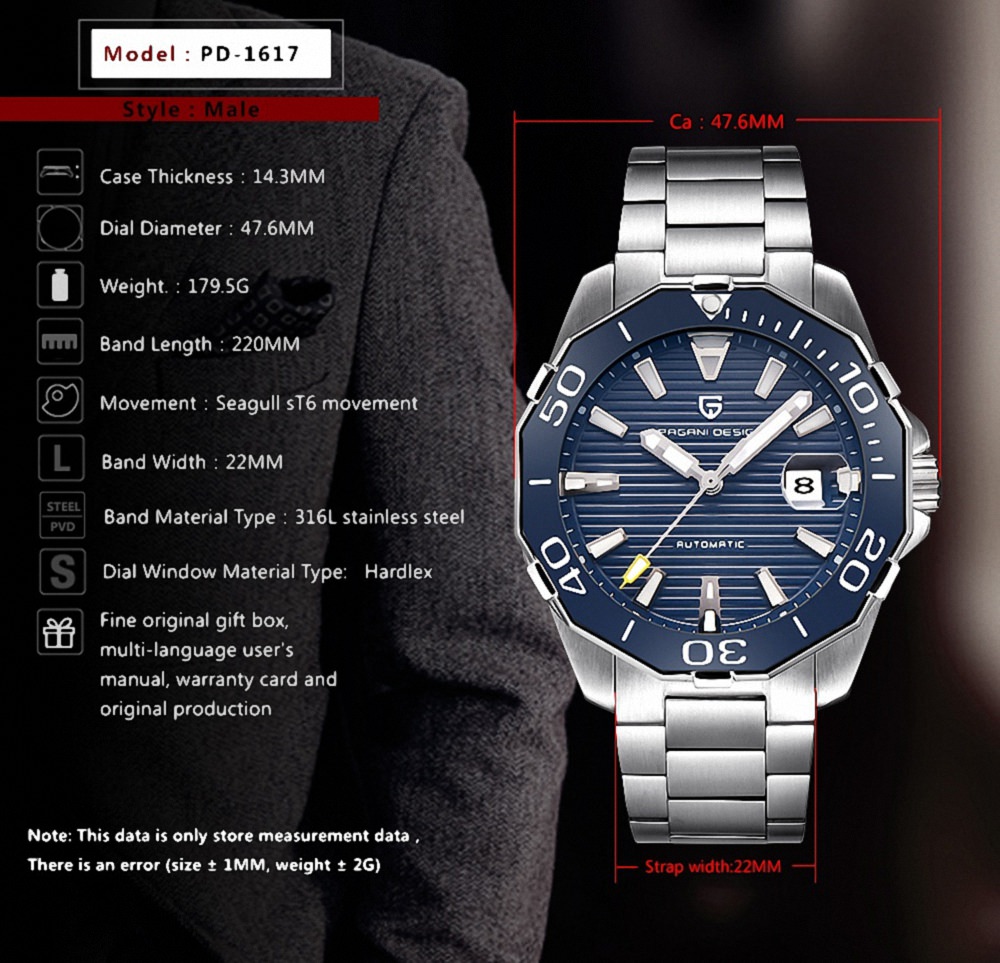 Model : PD-1617
Style : Male
Ca : 47.6MM
Case Thickness : 14.3MM
Dial Diameter : 47.6MM
Weight. : 179.5G
Band Length : 220MM
Movement : Seagull sT6 movement
L
Band Width : 22MM
STEEL
PVD
Band Material Type : 316L stainless steel
S
Dial Window Material Type: Hardlex
Fine original gift box,
multi-language user's
manual, warranty card and
original production
10
20
30
40
50
PAGANI DESIG
8
AUTOMATIC
Note: This data is only store measurement data ,
There is an error (size ± 1MM, weight ± 2G)
Strap width:22MM